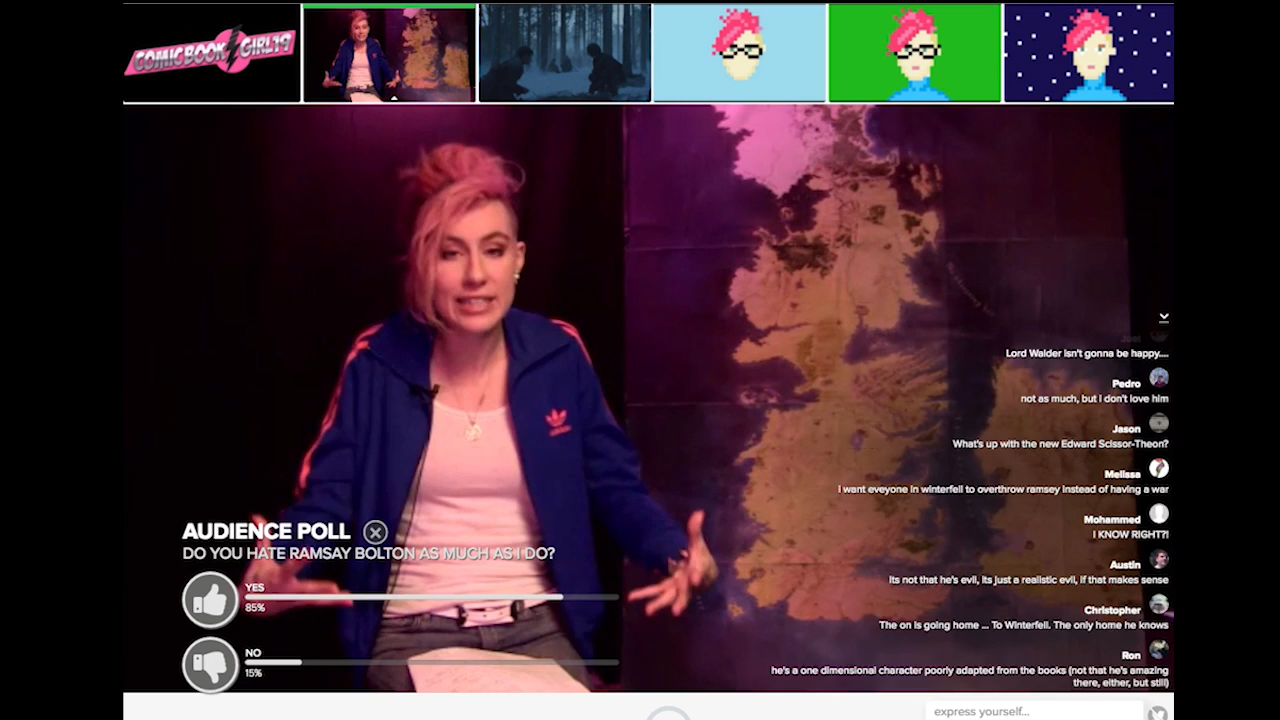 COMICBOOK GIRL19
Lord Walder isn't gonna be happy....
Pedro
not as much, but I don't love him
Jason
What's up with the new Edward Scissor-Theon?
Melissa
I want eveyone in winterfell to overthrow ramsey instead of having a war
Mohammed
I KNOW RIGHT?!
AUDIENCE POLL
DO YOU HATE RAMSAY BOLTON AS MUCH AS I DO?
Austin
Its not that he's evil, its just a realistic evil, if that makes sense
YES
85%
Christopher
The on is going home ... To Winterfell. The only home he knows
NO
15%
Ron
he's a one dimensional character poorly adapted from the books (not that he's amazing
there, either, but still)
express yourself...